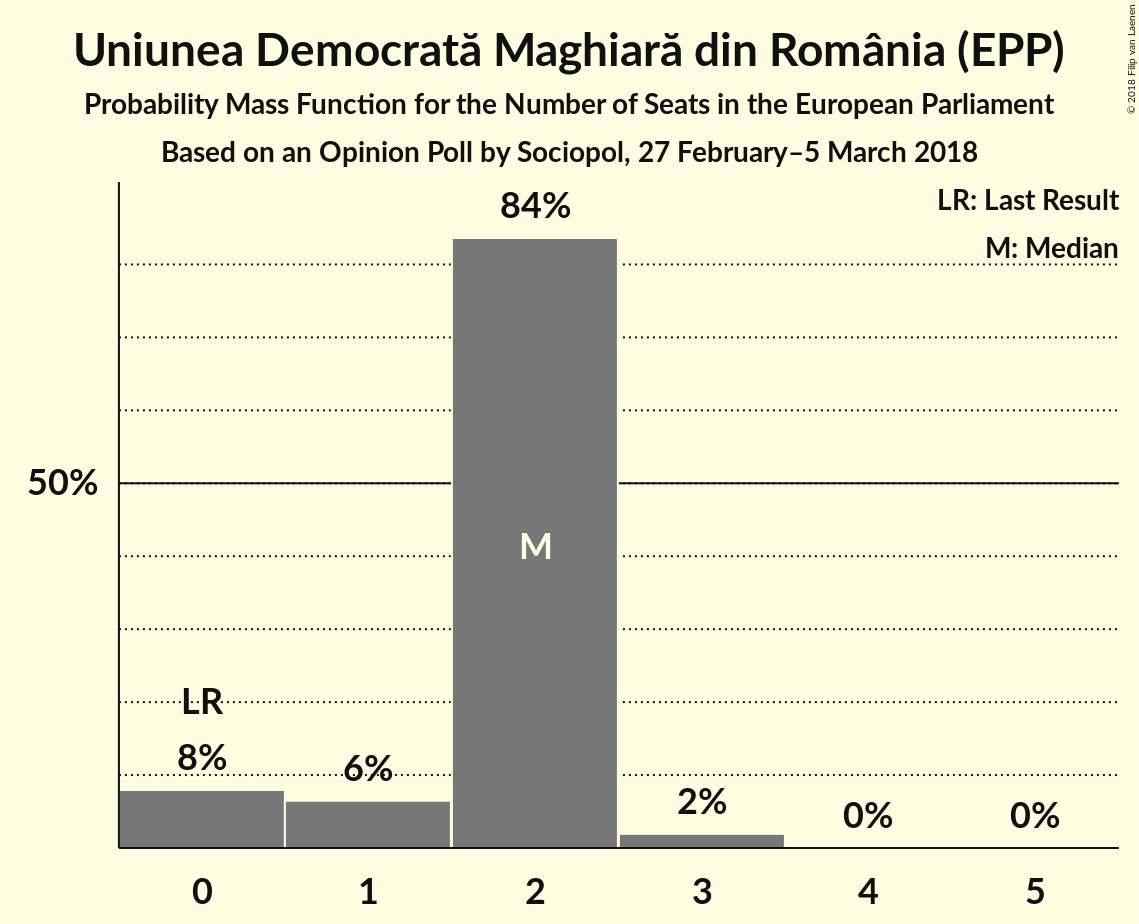 Uniunea Democrată Maghiară din România (EPP)
Probability Mass Function for the Number of Seats in the European Parliament
Based on an Opinion Poll by Sociopol, 27 February–5 March 2018
© 2018 Filip van Laenen
LR: Last Result
M: Median
84%
50%
M
LR
8%
6%
2%
0%
0%
0 1 2 3 4 5